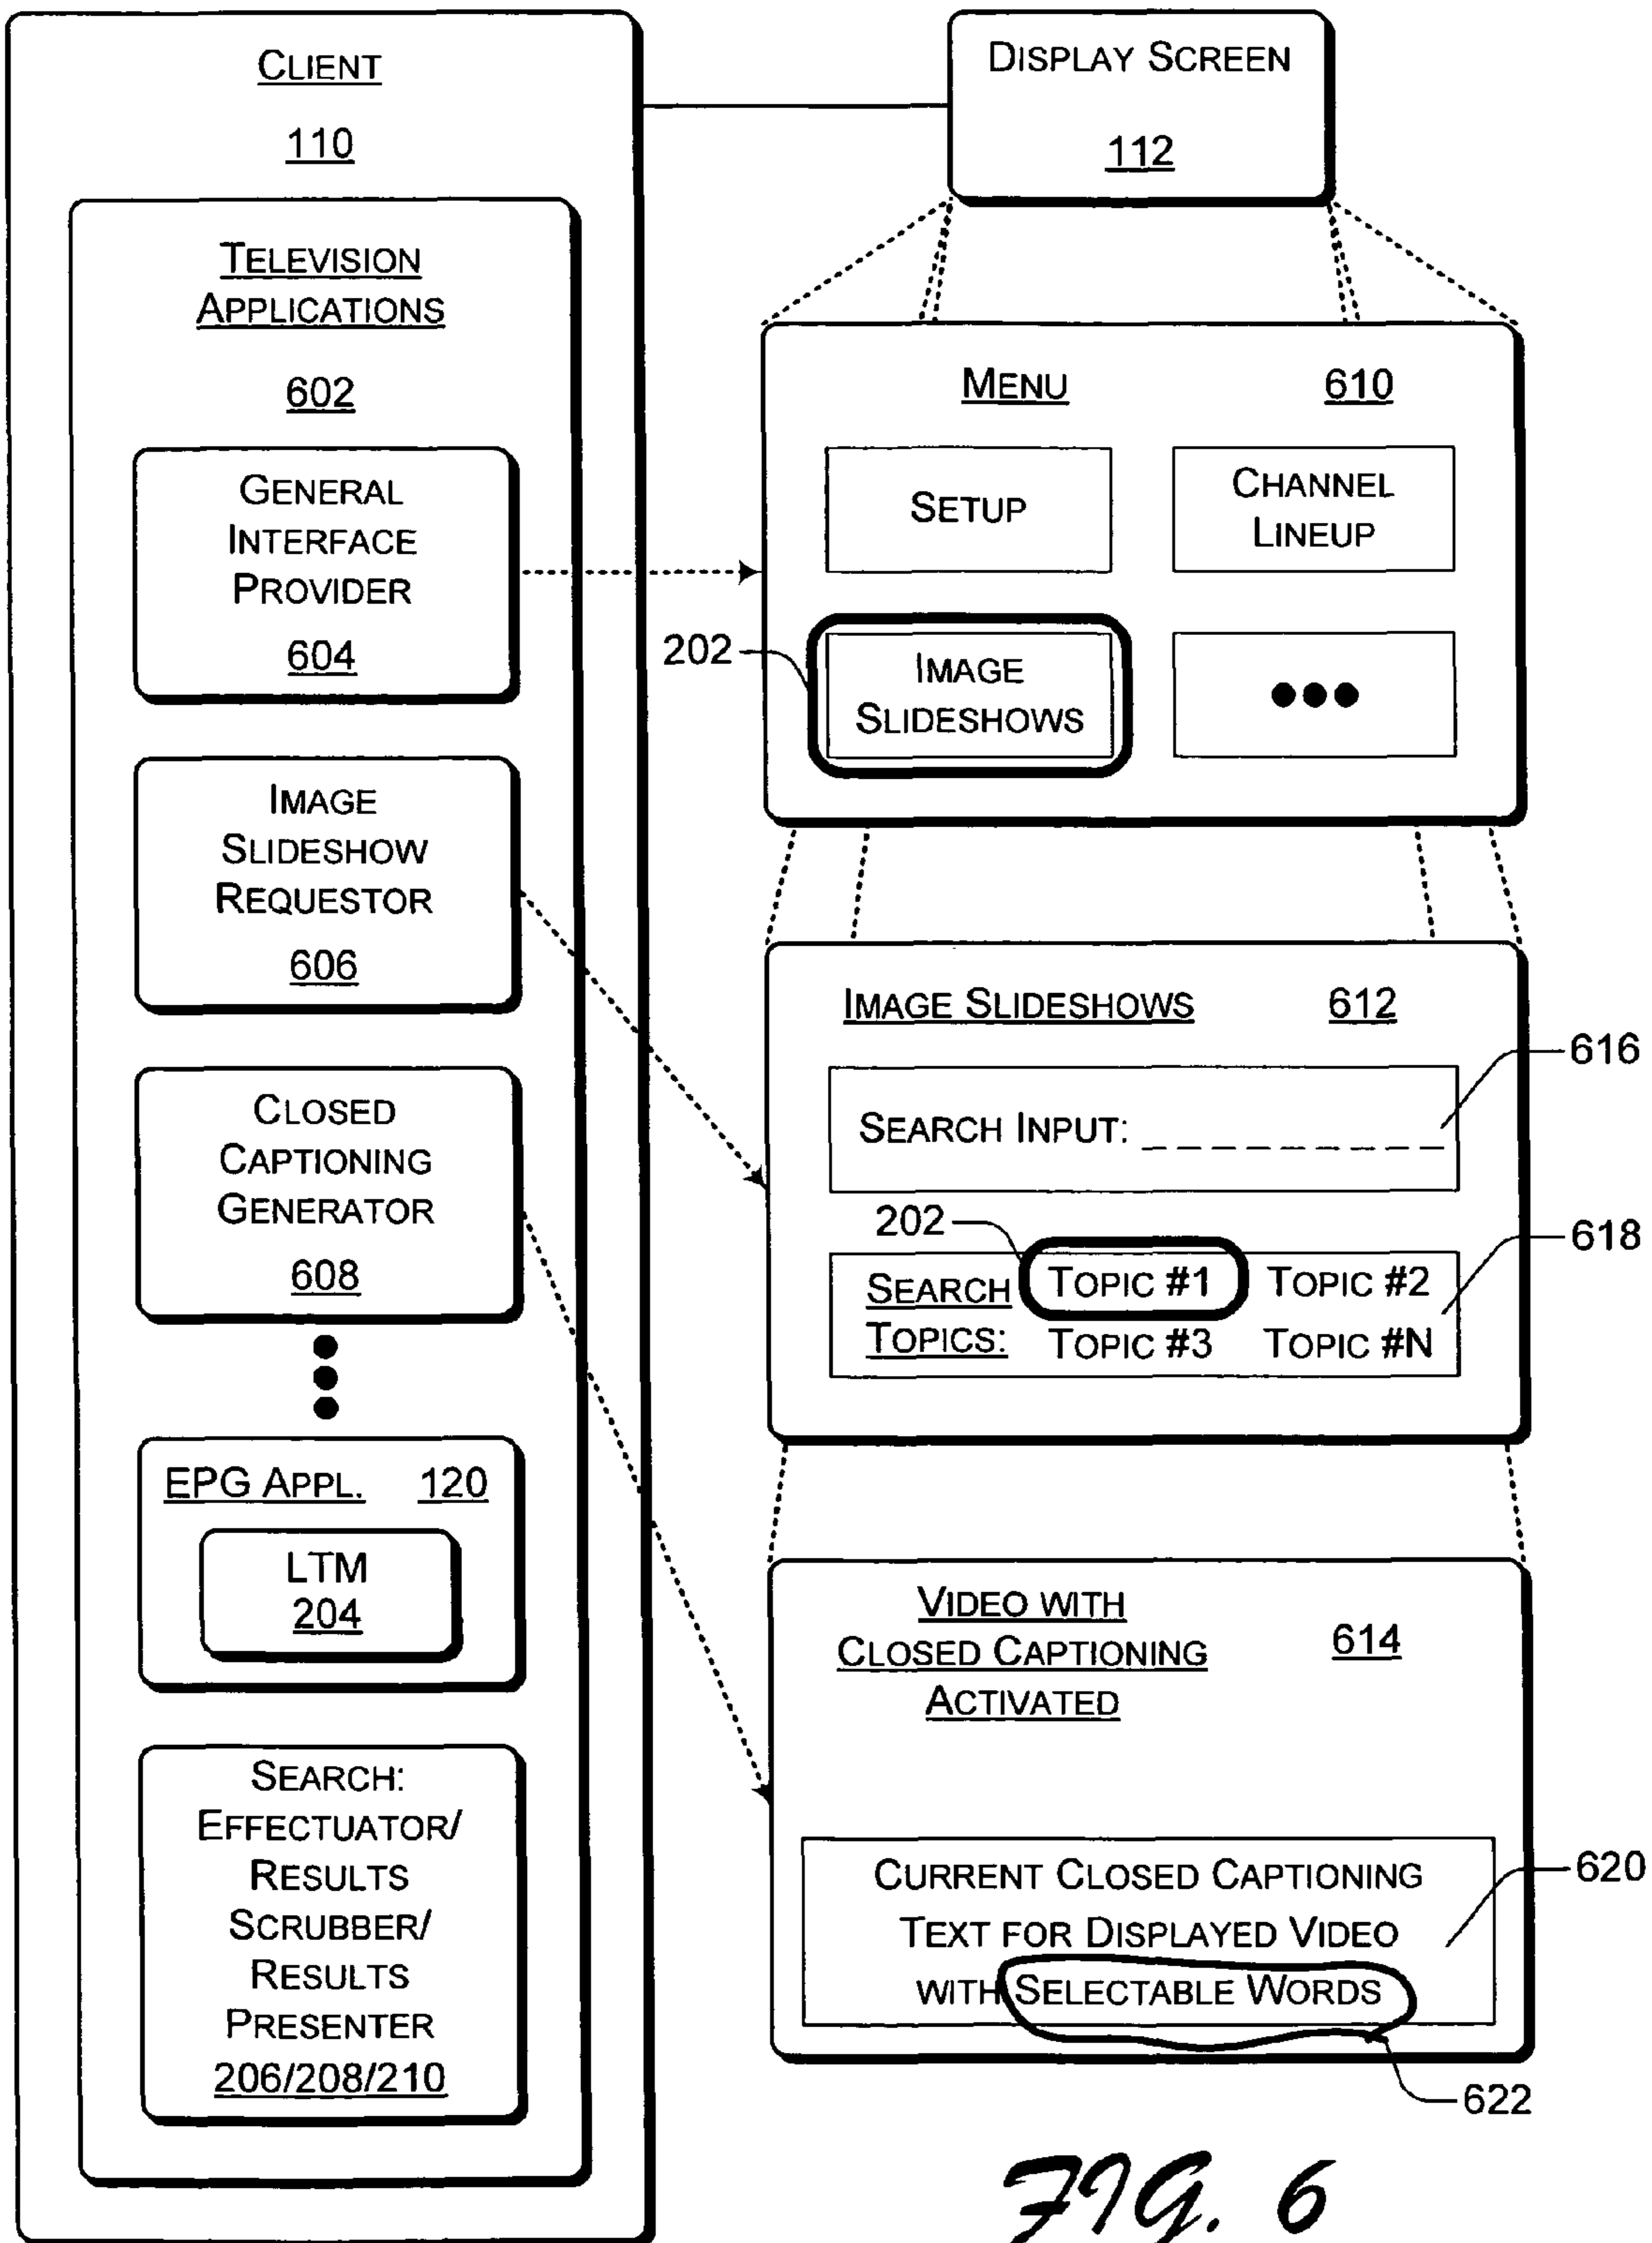 CLIENT
110
TELEVISION
APPLICATIONS
602
GENERAL
INTERFACE
PROVIDER
604
IMAGE
SLIDESHOW
REQUESTOR
606
CLOSED
CAPTIONING
GENERATOR
608
EPG APPL. 120
LTM
204
SEARCH:
EFFECTUATOR/
RESULTS
SCRUBBER/
RESULTS
PRESENTER
206/208/210
DISPLAY SCREEN
112
MENU 610
SETUP
CHANNEL
LINEUP
202
IMAGE
SLIDESHOWS
IMAGE SLIDESHOWS 612
616
SEARCH INPUT: _ _ _ _ _ _ _ _ _ _
202
618
SEARCH TOPIC #1 TOPIC #2
TOPICS: TOPIC #3 TOPIC #N
VIDEO WITH
CLOSED CAPTIONING
ACTIVATED
614
CURRENT CLOSED CAPTIONING
TEXT FOR DISPLAYED VIDEO
WITH SELECTABLE WORDS
620
622
FIG. 6